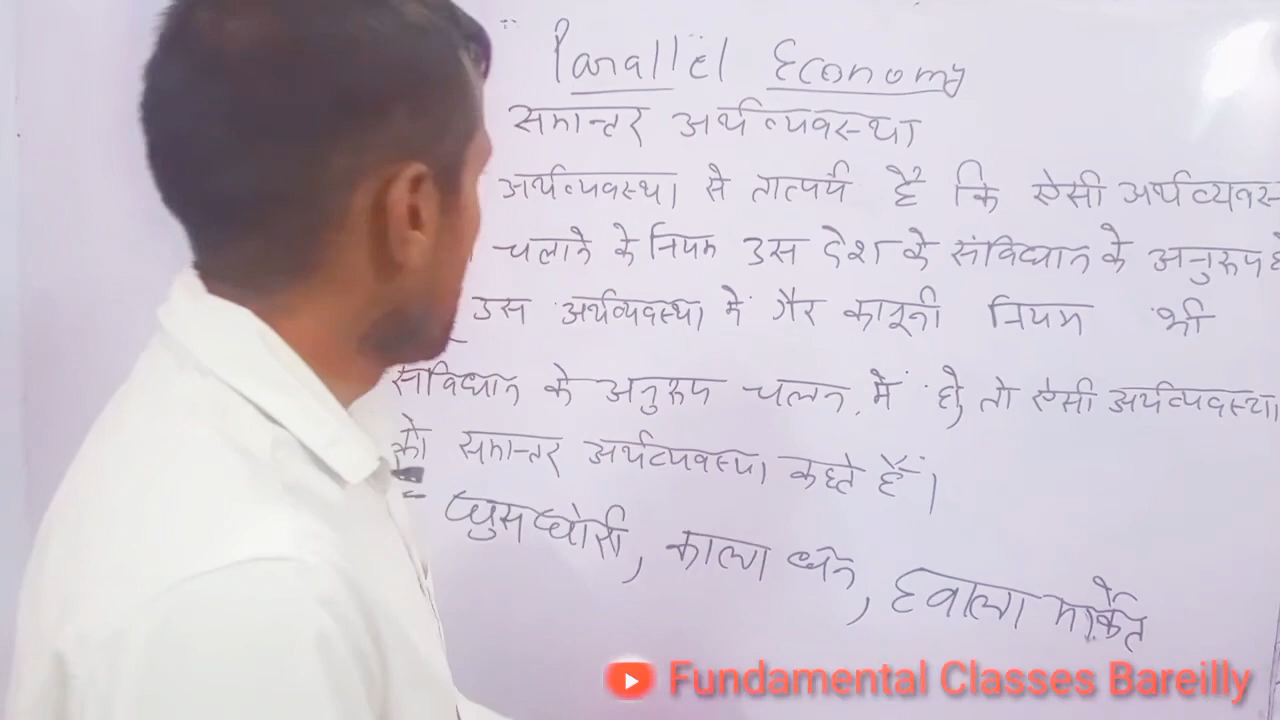 Parallel Economy
समान्तर अर्थव्यवस्था
अर्थव्यवस्था से तात्पर्य है कि ऐसी अर्थव्यवस्
चलाने के नियम उस देश के संविधान के अनुरूप हो
उस अर्थव्यवस्था में गैर कानूनी नियम भी
संविधान के अनुरूप चलन में हो, तो ऐसी अर्थव्यवस्था
को समान्तर अर्थव्यवस्था कहते हैं।
घुसघोरी, काला धन, हवाला मार्केत
Fundamental Classes Bareilly